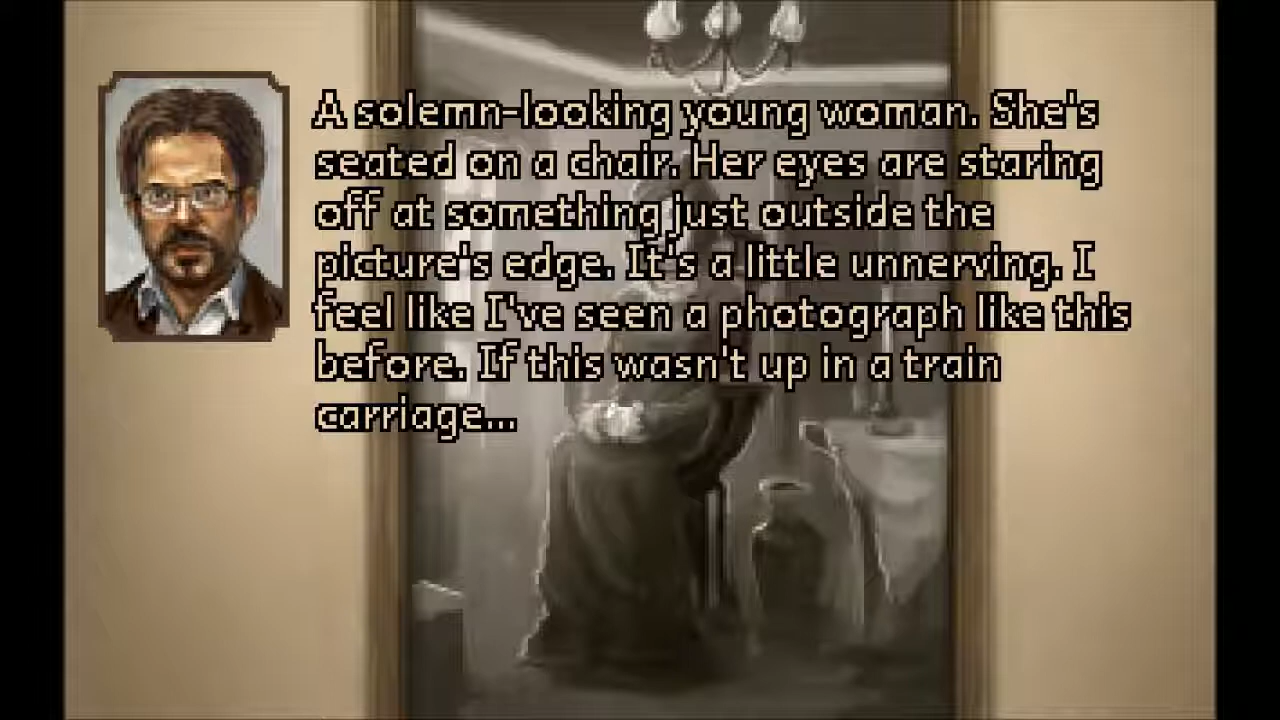 A solemn-looking young woman. She's
seated on a chair. Her eyes are staring
off at something just outside the
picture's edge. It's a little unnerving. I
feel like I've seen a photograph like this
before. If this wasn't up in a train
carriage...